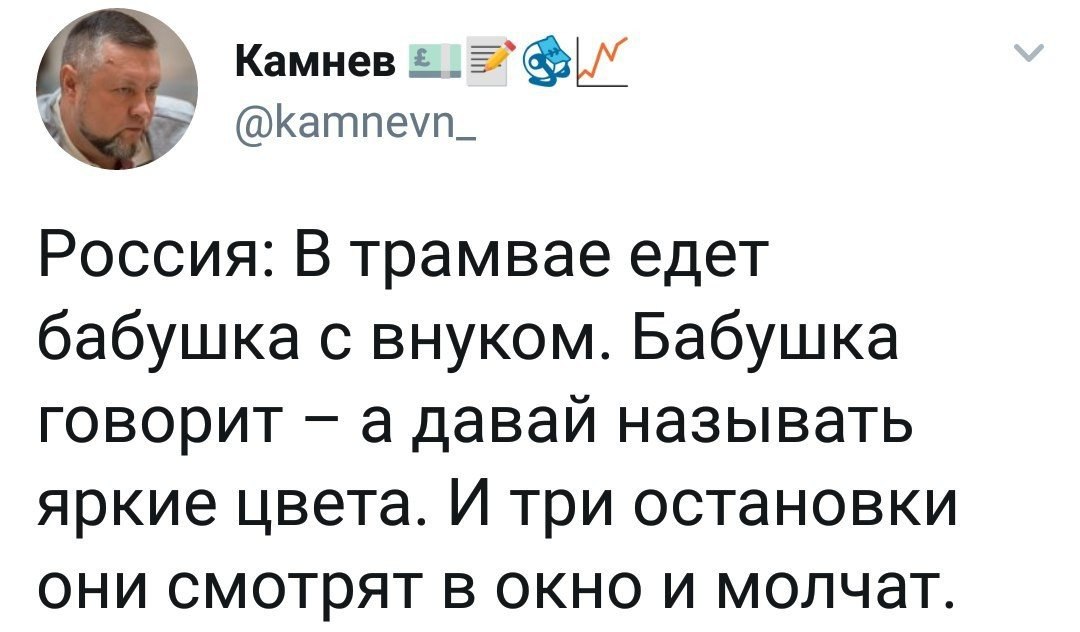 Камнев 💷📝🏠📈
@kamnevn_
Россия: В трамвае едет
бабушка с внуком. Бабушка
говорит – а давай называть
яркие цвета. И три остановки
они смотрят в окно и молчат.